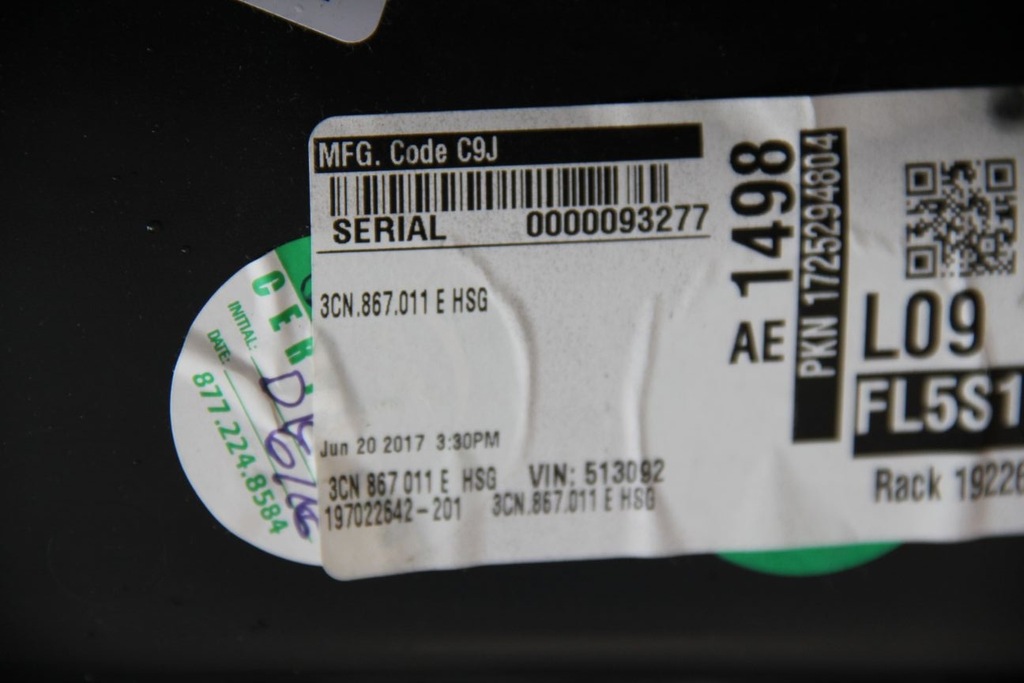 MFG. Code C9J
SERIAL 0000093277
3CN.867.011 E HSG
Jun 20 2017 3:30PM
3CN 867 011 E HSG VIN: 513092
197022642-201 3CN.867.011 E HSG
AE 1498
PKN 1725294804
L09
FL5S1
Rack 19226
INITIAL:
DATE:
877.224.8584